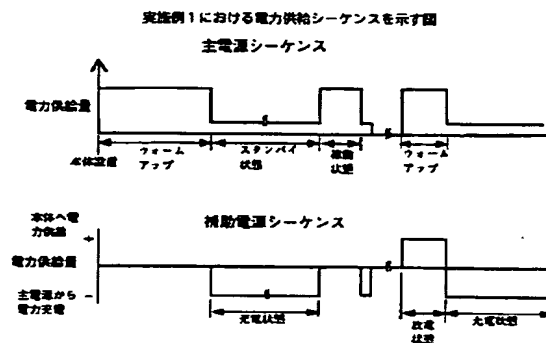 実施例1における電力供給シーケンスを示す図
主電源シーケンス
電力供給量
本体設置
ウォーム
アップ
スタンバイ
状態
稼動
状態
ウォーム
アップ
補助電源シーケンス
本体へ電
力供給
電力供給量
主電源から
電力充電
充電状態
放電
状態
充電状態